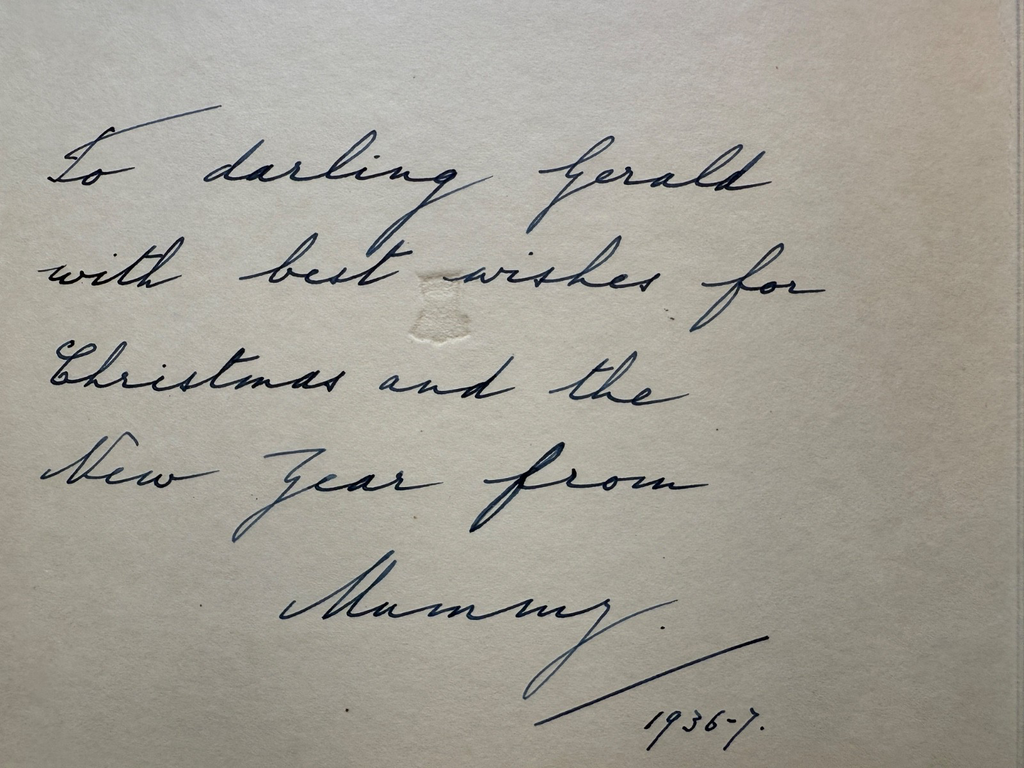 To darling Gerald
with best wishes for
Christmas and the
New Year from
Mummy.
1936-7.